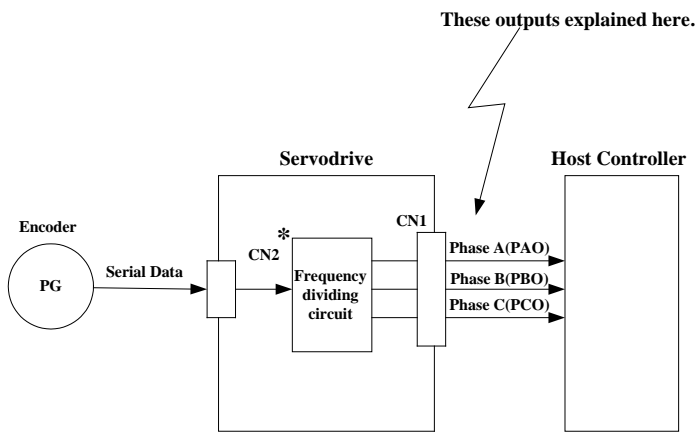 These outputs explained here.
Servodrive
Host Controller
Encoder
PG
Serial Data
CN2
*
Frequency
dividing
circuit
CN1
Phase A(PAO)
Phase B(PBO)
Phase C(PCO)